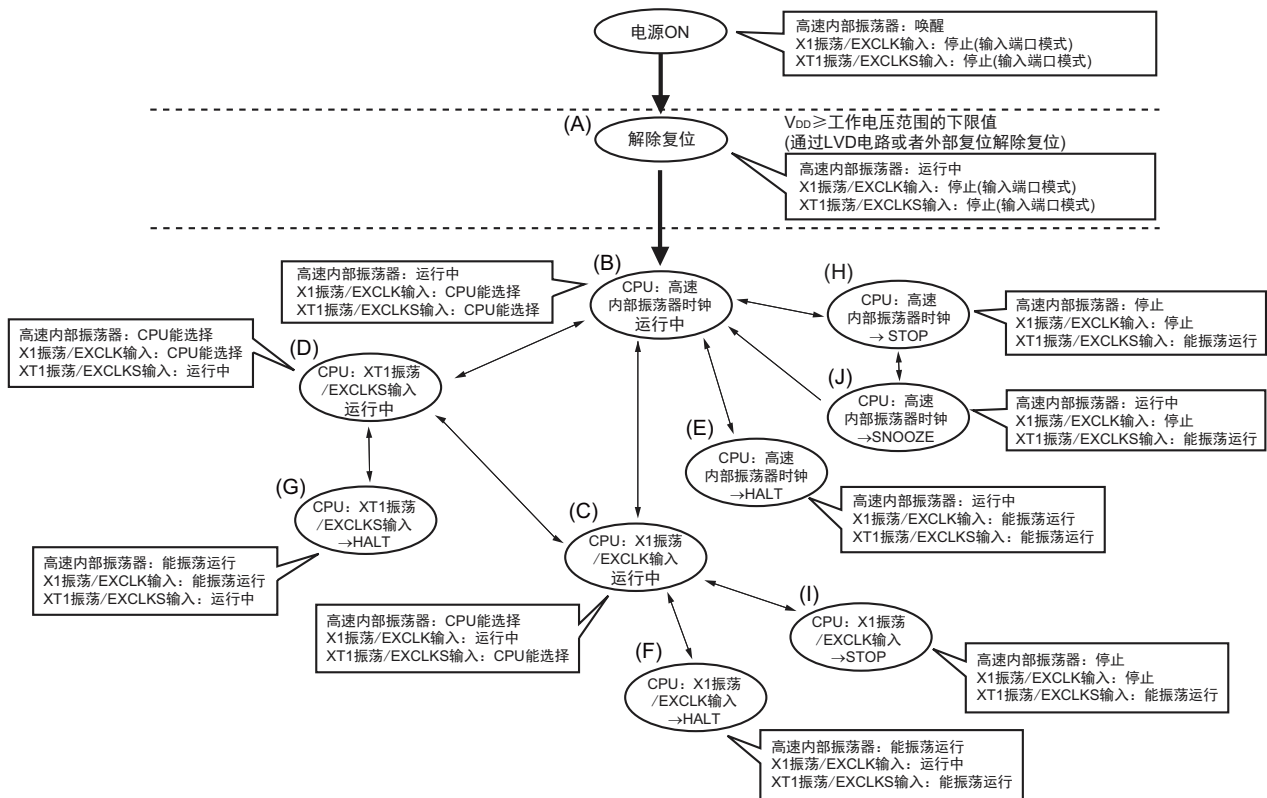 电源ON
高速内部振荡器：唤醒
X1振荡/EXCLK输入：停止(输入端口模式)
XT1振荡/EXCLKS输入：停止(输入端口模式)
(A)
解除复位
VDD≥工作电压范围的下限值
(通过LVD电路或者外部复位解除复位)
高速内部振荡器：运行中
X1振荡/EXCLK输入：停止(输入端口模式)
XT1振荡/EXCLKS输入：停止(输入端口模式)
(B)
CPU：高速
内部振荡器时钟
运行中
高速内部振荡器：运行中
X1振荡/EXCLK输入：CPU能选择
XT1振荡/EXCLKS输入：CPU能选择
(H)
CPU：高速
内部振荡器时钟
→ STOP
高速内部振荡器：停止
X1振荡/EXCLK输入：停止
XT1振荡/EXCLKS输入：能振荡运行
高速内部振荡器：CPU能选择
X1振荡/EXCLK输入：CPU能选择
XT1振荡/EXCLKS输入：运行中
(D)
CPU：XT1振荡
/EXCLKS输入
运行中
(J)
CPU：高速
内部振荡器时钟
→SNOOZE
高速内部振荡器：运行中
X1振荡/EXCLK输入：停止
XT1振荡/EXCLKS输入：能振荡运行
(E)
CPU：高速
内部振荡器时钟
→HALT
高速内部振荡器：运行中
X1振荡/EXCLK输入：能振荡运行
XT1振荡/EXCLKS输入：能振荡运行
(G)
CPU：XT1振荡
/EXCLKS输入
→HALT
高速内部振荡器：能振荡运行
X1振荡/EXCLK输入：能振荡运行
XT1振荡/EXCLKS输入：运行中
(C)
CPU：X1振荡
/EXCLK输入
运行中
高速内部振荡器：CPU能选择
X1振荡/EXCLK输入：运行中
XT1振荡/EXCLKS输入：CPU能选择
(I)
CPU：X1振荡
/EXCLK输入
→STOP
高速内部振荡器：停止
X1振荡/EXCLK输入：停止
XT1振荡/EXCLKS输入：能振荡运行
(F)
CPU：X1振荡
/EXCLK输入
→HALT
高速内部振荡器：能振荡运行
X1振荡/EXCLK输入：运行中
XT1振荡/EXCLKS输入：能振荡运行